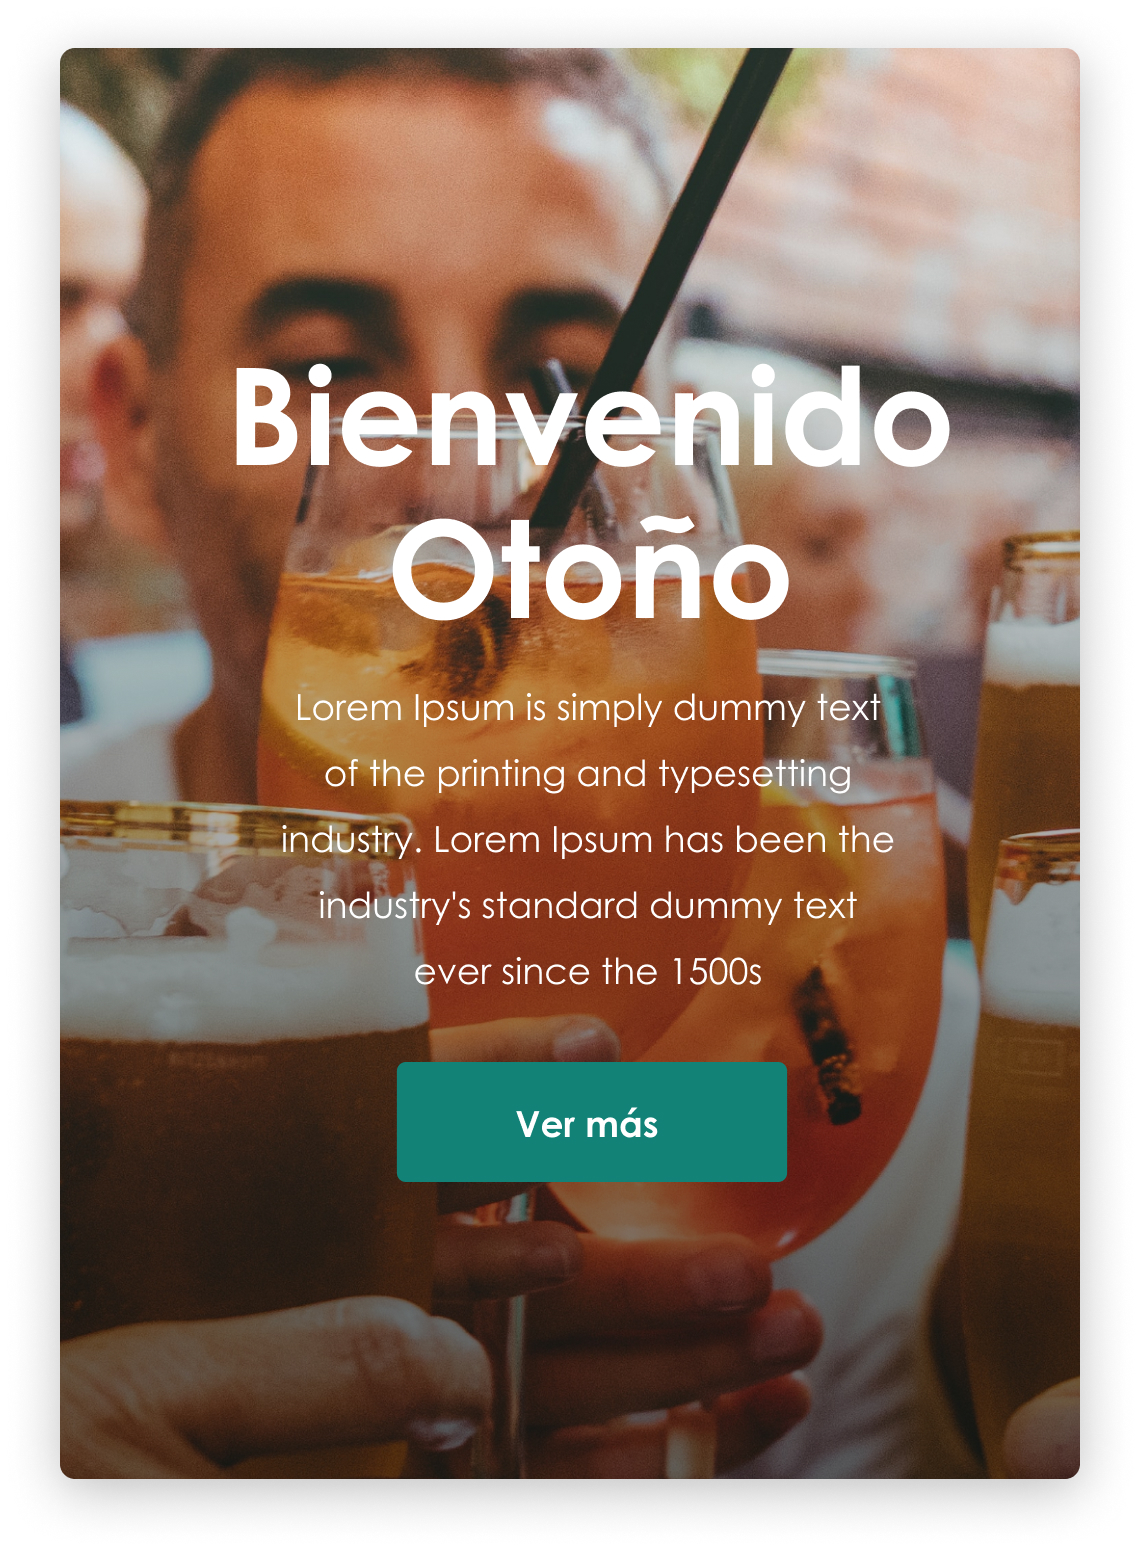 Bienvenido
Otoño
Lorem Ipsum is simply dummy text
of the printing and typesetting
industry. Lorem Ipsum has been the
industry's standard dummy text
ever since the 1500s
Ver más